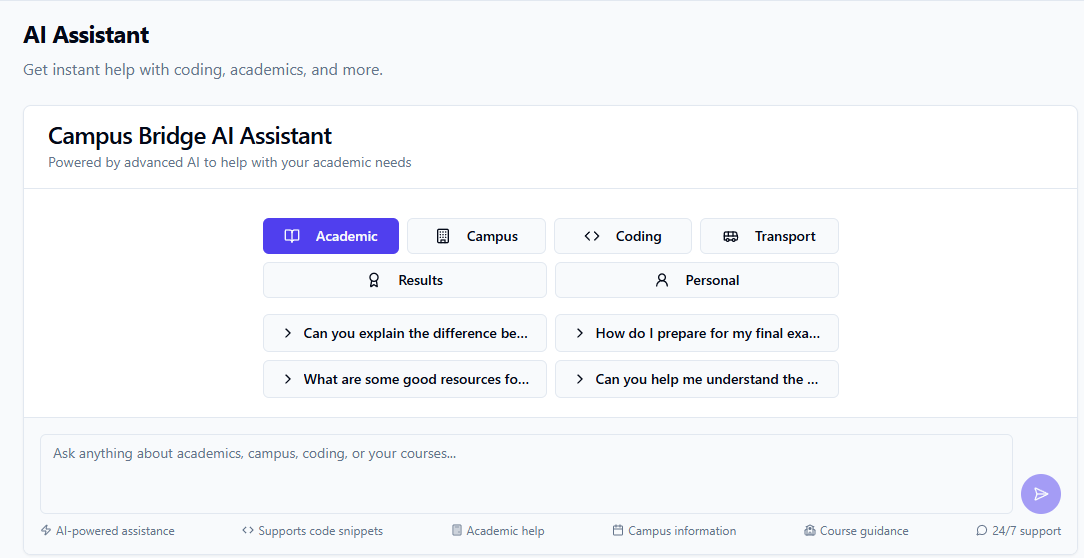 AI Assistant
Get instant help with coding, academics, and more.
Campus Bridge AI Assistant
Powered by advanced AI to help with your academic needs
Academic
Campus
Coding
Transport
Results
Personal
Can you explain the difference be...
How do I prepare for my final exa...
What are some good resources fo...
Can you help me understand the ...
Ask anything about academics, campus, coding, or your courses...
AI-powered assistance
Supports code snippets
Academic help
Campus information
Course guidance
24/7 support